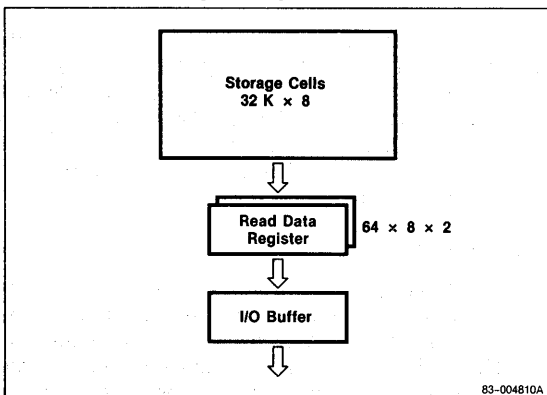 Storage Cells
32 K × 8
Read Data
Register
64 × 8 × 2
I/O Buffer
83-004810A